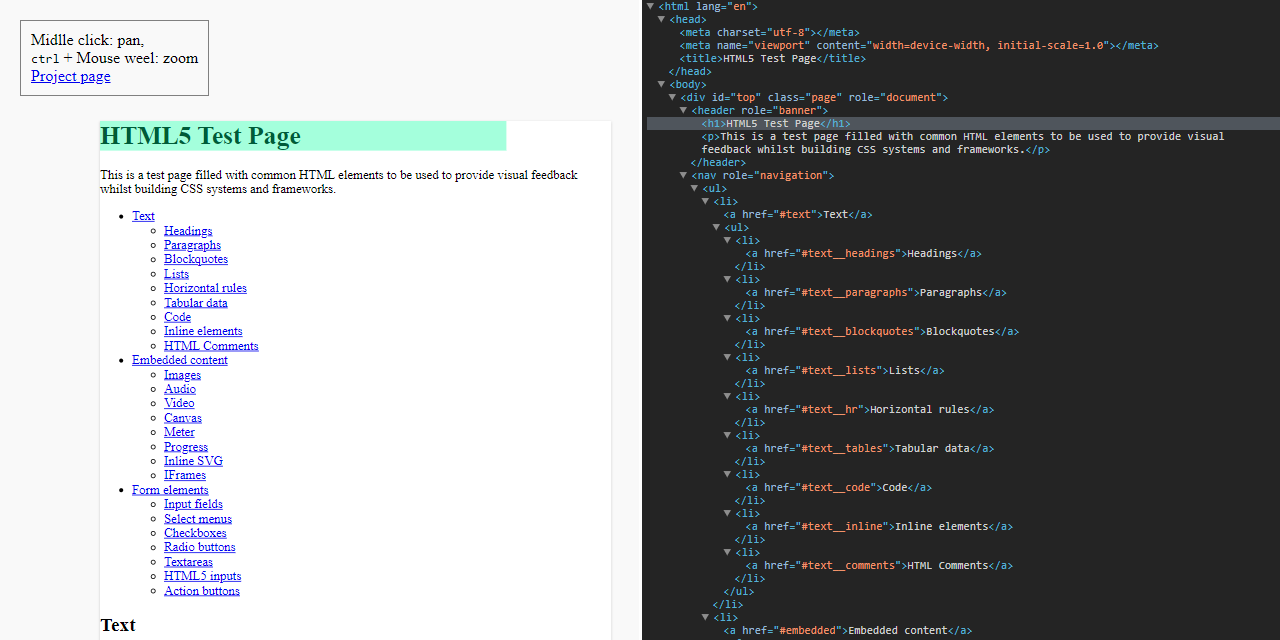 Midlle click: pan,
ctrl + Mouse weel: zoom
Project page
HTML5 Test Page
This is a test page filled with common HTML elements to be used to provide visual feedback
whilst building CSS systems and frameworks.
Text
Headings
Paragraphs
Blockquotes
Lists
Horizontal rules
Tabular data
Code
Inline elements
HTML Comments
Embedded content
Images
Audio
Video
Canvas
Meter
Progress
Inline SVG
IFrames
Form elements
Input fields
Select menus
Checkboxes
Radio buttons
Textareas
HTML5 inputs
Action buttons
Text
<html lang="en">
<head>
<meta charset="utf-8"></meta>
<meta name="viewport" content="width=device-width, initial-scale=1.0"></meta>
<title>HTML5 Test Page</title>
</head>
<body>
<div id="top" class="page" role="document">
<header role="banner">
<h1>HTML5 Test Page</h1>
<p>This is a test page filled with common HTML elements to be used to provide visual
feedback whilst building CSS systems and frameworks.</p>
</header>
<nav role="navigation">
<ul>
<li>
<a href="#text">Text</a>
<ul>
<li>
<a href="#text__headings">Headings</a>
</li>
<li>
<a href="#text__paragraphs">Paragraphs</a>
</li>
<li>
<a href="#text__blockquotes">Blockquotes</a>
</li>
<li>
<a href="#text__lists">Lists</a>
</li>
<li>
<a href="#text__hr">Horizontal rules</a>
</li>
<li>
<a href="#text__tables">Tabular data</a>
</li>
<li>
<a href="#text__code">Code</a>
</li>
<li>
<a href="#text__inline">Inline elements</a>
</li>
<li>
<a href="#text__comments">HTML Comments</a>
</li>
</ul>
</li>
<li>
<a href="#embedded">Embedded content</a>